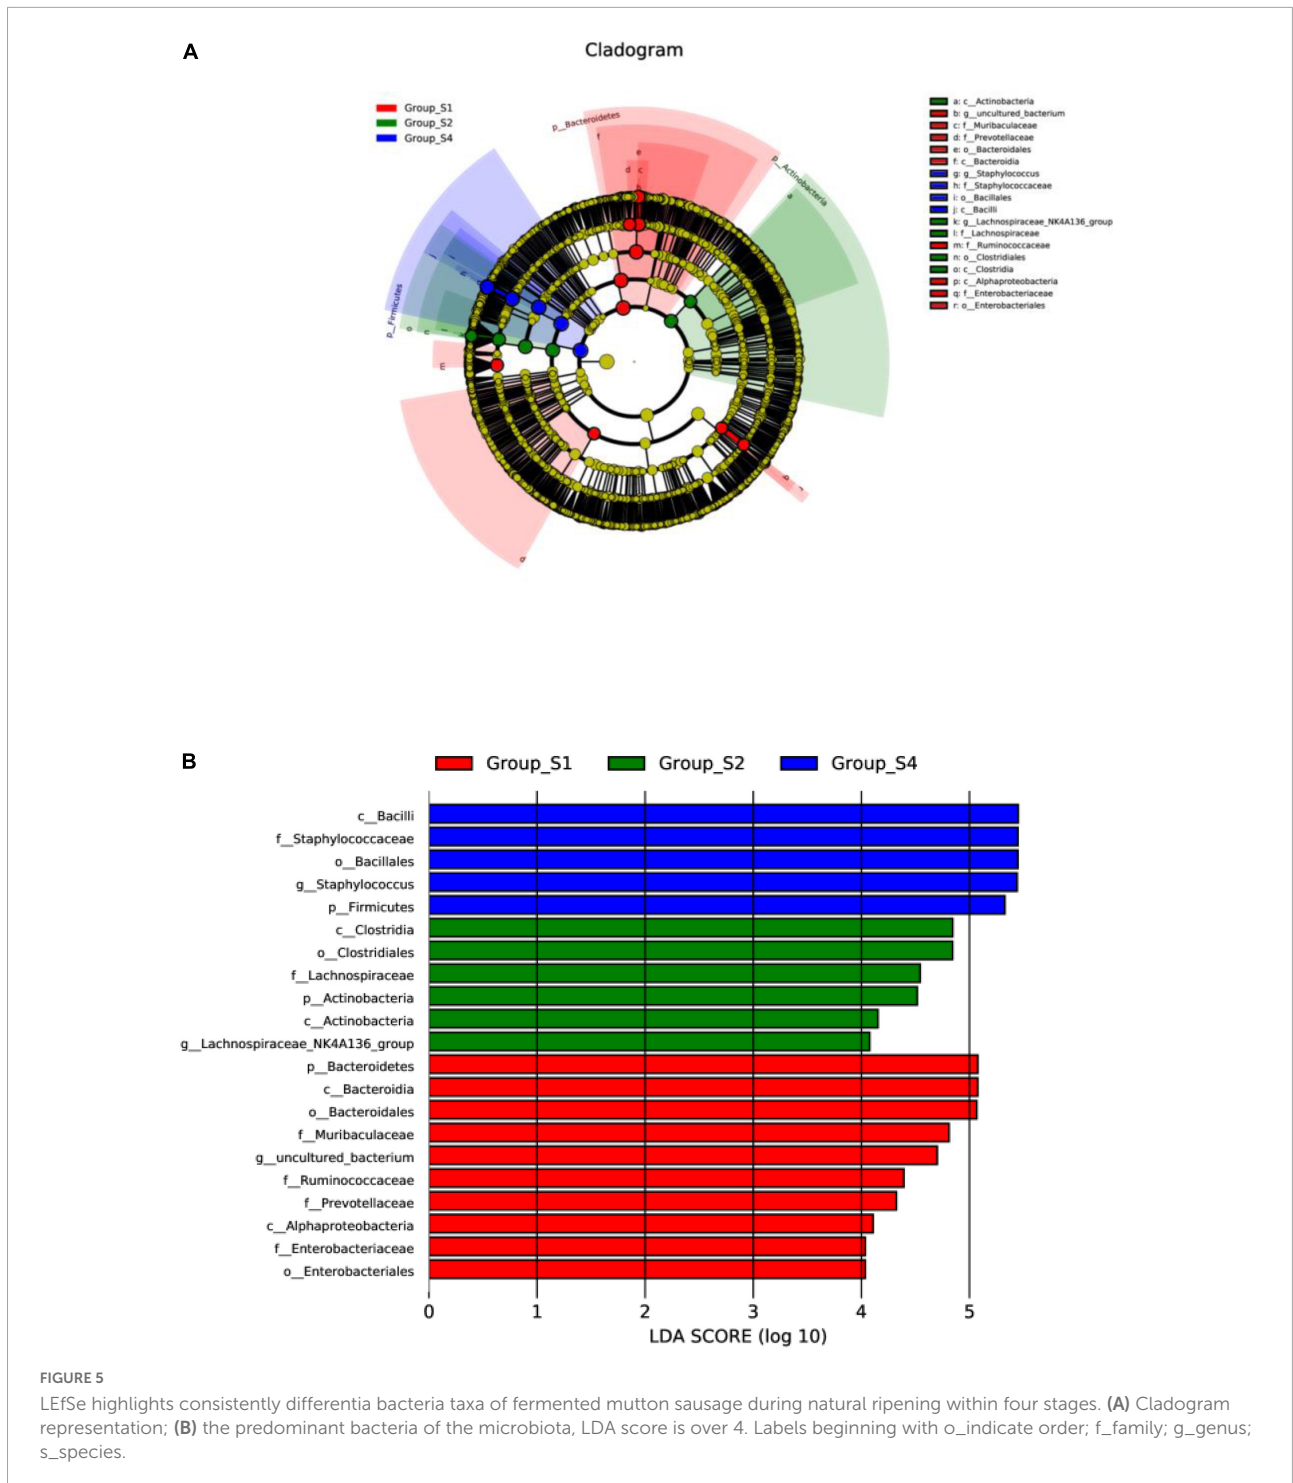 A
Cladogram
Group_S1
Group_S2
Group_S4
p__Bacteroidetes
f
e
d
c
b
p__Actinobacteria
a
p__Firmicutes
o
n
m
p
q
r
a: c__Actinobacteria
b: g__uncultured_bacterium
c: f__Muribaculaceae
d: f__Prevotellaceae
e: o__Bacteroidales
f: c__Bacteroidia
g: g__Staphylococcus
h: f__Staphylococcaceae
i: o__Bacillales
j: c__Bacilli
k: g__Lachnospiraceae_NK4A136_group
l: f__Lachnospiraceae
m: f__Ruminococcaceae
n: o__Clostridiales
o: c__Clostridia
p: c__Alphaproteobacteria
q: f__Enterobacteriaceae
r: o__Enterobacteriales
B
Group_S1 Group_S2 Group_S4
c__Bacilli
f__Staphylococcaceae
o__Bacillales
g__Staphylococcus
p__Firmicutes
c__Clostridia
o__Clostridiales
f__Lachnospiraceae
p__Actinobacteria
c__Actinobacteria
g__Lachnospiraceae_NK4A136_group
p__Bacteroidetes
c__Bacteroidia
o__Bacteroidales
f__Muribaculaceae
g__uncultured_bacterium
f__Ruminococcaceae
f__Prevotellaceae
c__Alphaproteobacteria
f__Enterobacteriaceae
o__Enterobacteriales
0 1 2 3 4 5
LDA SCORE (log 10)
FIGURE 5
LEfSe highlights consistently differentia bacteria taxa of fermented mutton sausage during natural ripening within four stages. (A) Cladogram
representation; (B) the predominant bacteria of the microbiota, LDA score is over 4. Labels beginning with o_indicate order; f_family; g_genus;
s_species.